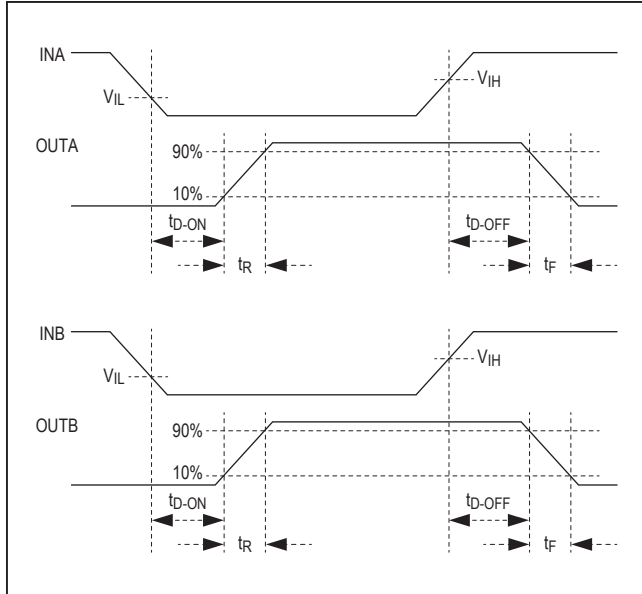 INA
VIL
VIH
OUTA
90%
10%
tD-ON
tD-OFF
tR
tF
INB
VIL
VIH
OUTB
90%
10%
tD-ON
tD-OFF
tR
tF